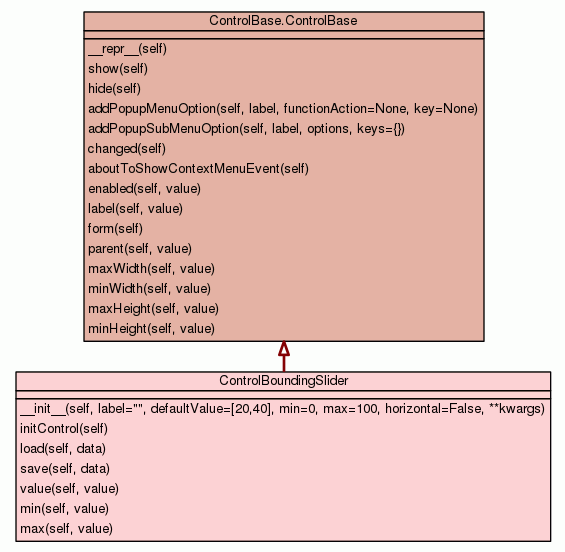 ControlBase.ControlBase
__repr__(self)
show(self)
hide(self)
addPopupMenuOption(self, label, functionAction=None, key=None)
addPopupSubMenuOption(self, label, options, keys={})
changed(self)
aboutToShowContextMenuEvent(self)
enabled(self, value)
label(self, value)
form(self)
parent(self, value)
maxWidth(self, value)
minWidth(self, value)
maxHeight(self, value)
minHeight(self, value)
ControlBoundingSlider
__init__(self, label="", defaultValue=[20,40], min=0, max=100, horizontal=False, **kwargs)
initControl(self)
load(self, data)
save(self, data)
value(self, value)
min(self, value)
max(self, value)